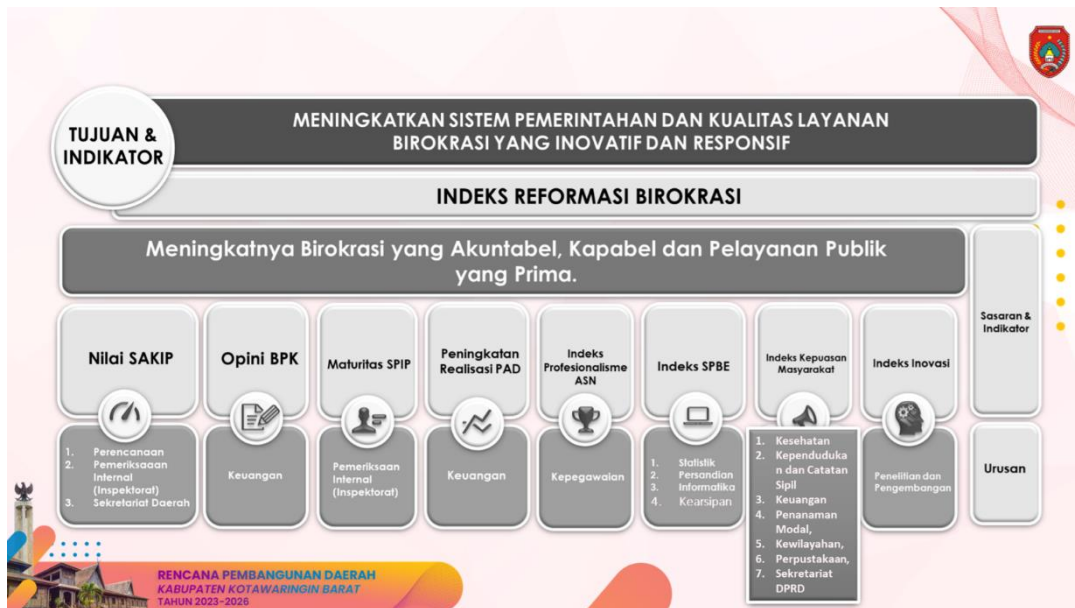 TUJUAN &
INDIKATOR
MENINGKATKAN SISTEM PEMERINTAHAN DAN KUALITAS LAYANAN
BIROKRASI YANG INOVATIF DAN RESPONSIF
INDEKS REFORMASI BIROKRASI
Meningkatnya Birokrasi yang Akuntabel, Kapabel dan Pelayanan Publik
yang Prima.
Sasaran &
Indikator
Nilai SAKIP
Opini BPK
Maturitas SPIP
Peningkatan
Realisasi PAD
Indeks
Profesionalisme
ASN
Indeks SPBE
Indeks Kepuasan
Masyarakat
Indeks Inovasi
1. Perencanaan
2. Pemeriksaaan
Internal
(Inspektorat)
3. Sekretariat Daerah
Keuangan
Pemeriksaan
Internal
(Inspektorat)
Keuangan
Kepegawaian
1. Statistik
2. Persandian
3. Informatika
4. Kearsipan
1. Kesehatan
2. Kependuduka
n dan Catatan
Sipil
3. Keuangan
4. Penanaman
Modal,
5. Kewilayahan,
6. Perpustakaan,
7. Sekretariat
DPRD
Penelitian dan
Pengembangan
Urusan
RENCANA PEMBANGUNAN DAERAH
KABUPATEN KOTAWARINGIN BARAT
TAHUN 2023-2026